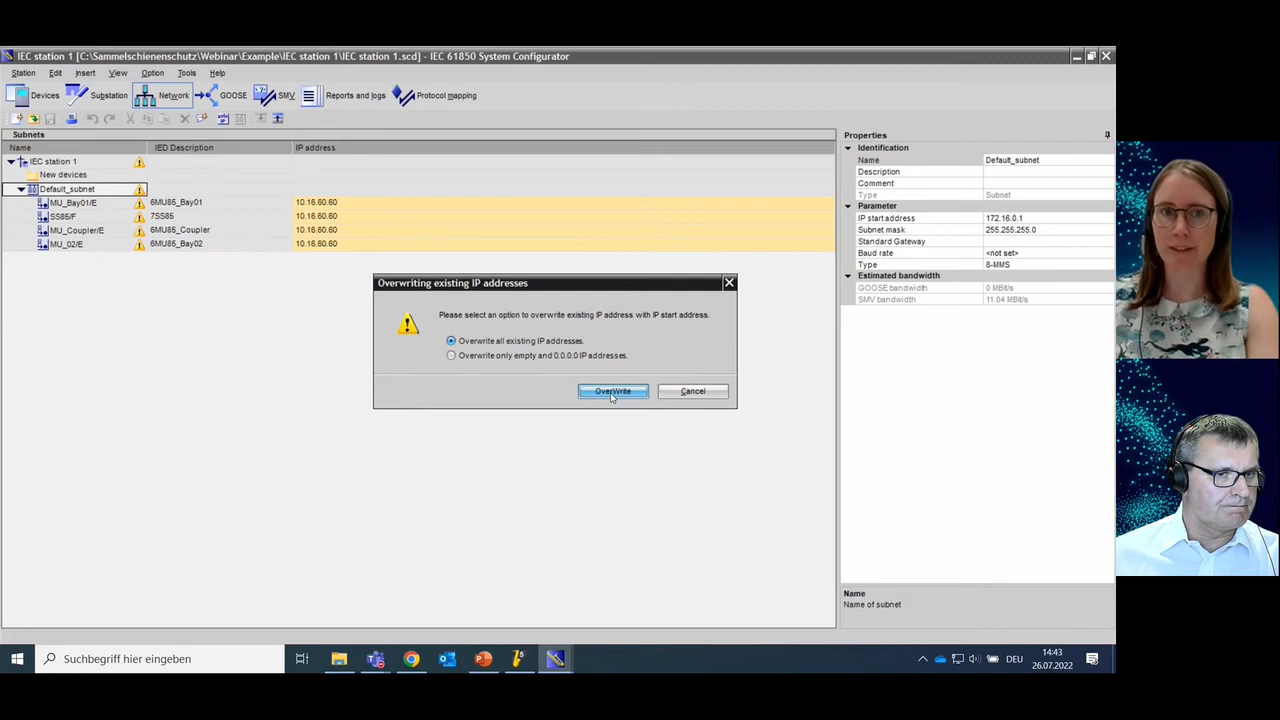 IEC station 1 [C:\Sammelschienenschutz\Webinar\Example\IEC station 1\IEC station 1.scd] - IEC 61850 System Configurator
Station Edit Insert View Option Tools Help
Devices Substation Network GOOSE SMV Reports and logs Protocol mapping
Subnets
Name IED Description IP address
IEC station 1
New devices
Default_subnet
MU_Bay01/E 6MU85_Bay01 10.16.60.60
SS85/F 7SS85 10.16.60.60
MU_Coupler/E 6MU85_Coupler 10.16.60.60
MU_02/E 6MU85_Bay02 10.16.60.60
Overwriting existing IP addresses
Please select an option to overwrite existing IP address with IP start address.
Overwrite all existing IP addresses.
Overwrite only empty and 0.0.0.0 IP addresses.
OverWrite Cancel
Properties
Identification
Name Default_subnet
Description
Comment
Type Subnet
Parameter
IP start address 172.16.0.1
Subnet mask 255.255.255.0
Standard Gateway
Baud rate <not set>
Type 8-MMS
Estimated bandwidth
GOOSE bandwidth 0 MBit/s
SMV bandwidth 11.04 MBit/s
Name
Name of subnet
Suchbegriff hier eingeben
DEU
14:43
26.07.2022